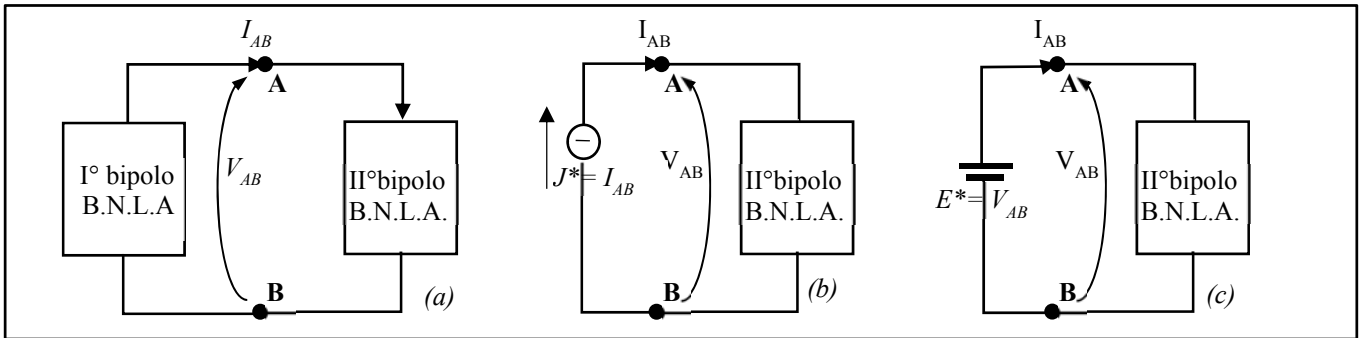 I_AB
A
V_AB
I° bipolo
B.N.L.A
II°bipolo
B.N.L.A.
B
(a)
I_AB
A
J*= I_AB
V_AB
II°bipolo
B.N.L.A.
B
(b)
I_AB
A
E*= V_AB
V_AB
II°bipolo
B.N.L.A.
B
(c)